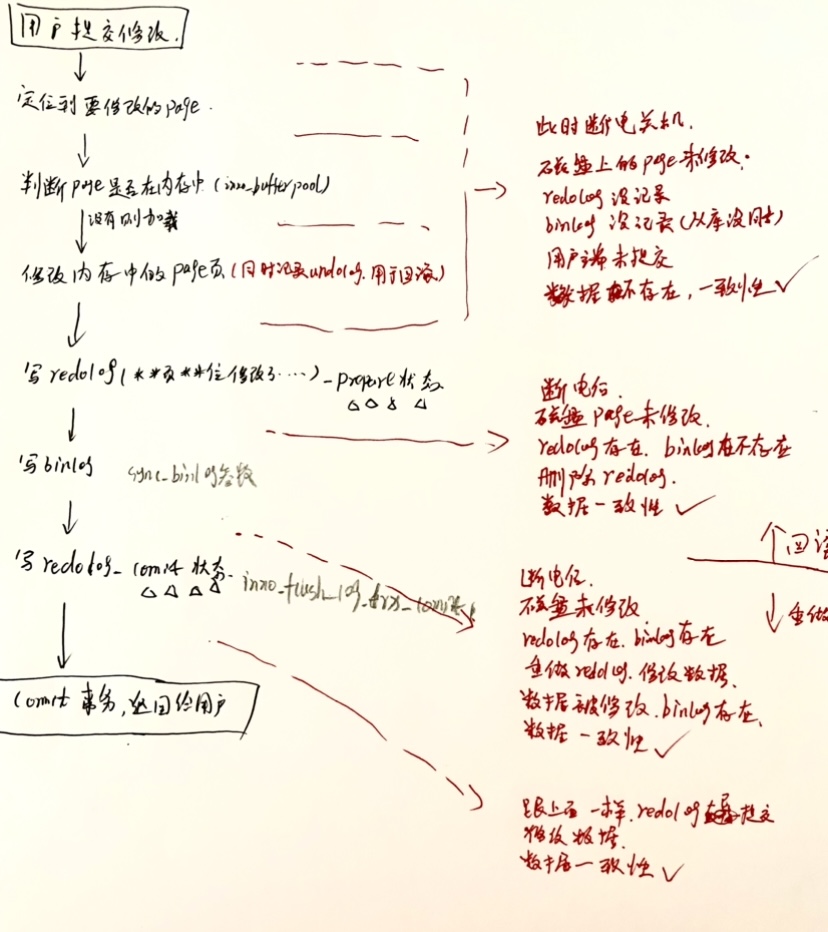 用户提交修改.
定位到要修改的page.
判断page是否在内存中(inno_bufferpool)
没有则加载
修改内存中的page页(同时记录undolog,用于回滚)
写redolog(**页**位修改了····)-prepare状态
写binlog
sync_binlog参数
写redolog-comit状态
inno_flush_log_trx_comit
comit事务,返回给用户
此时断电关机.
磁盘上的page未修改.
redolog没记录
binlog没记录(从库没同步)
用户端未提交
数据不存在,一致性✓
断电后.
磁盘page未修改.
redolog存在.binlog不存在
删除redolog.
数据一致性✓
个回滚
断电后.
磁盘未修改
redolog存在.binlog存在
重做redolog.修改数据.
数据被修改.binlog存在.
数据一致性✓
↓重做
跟上面一样,redolog提交
修改数据.
数据一致性✓